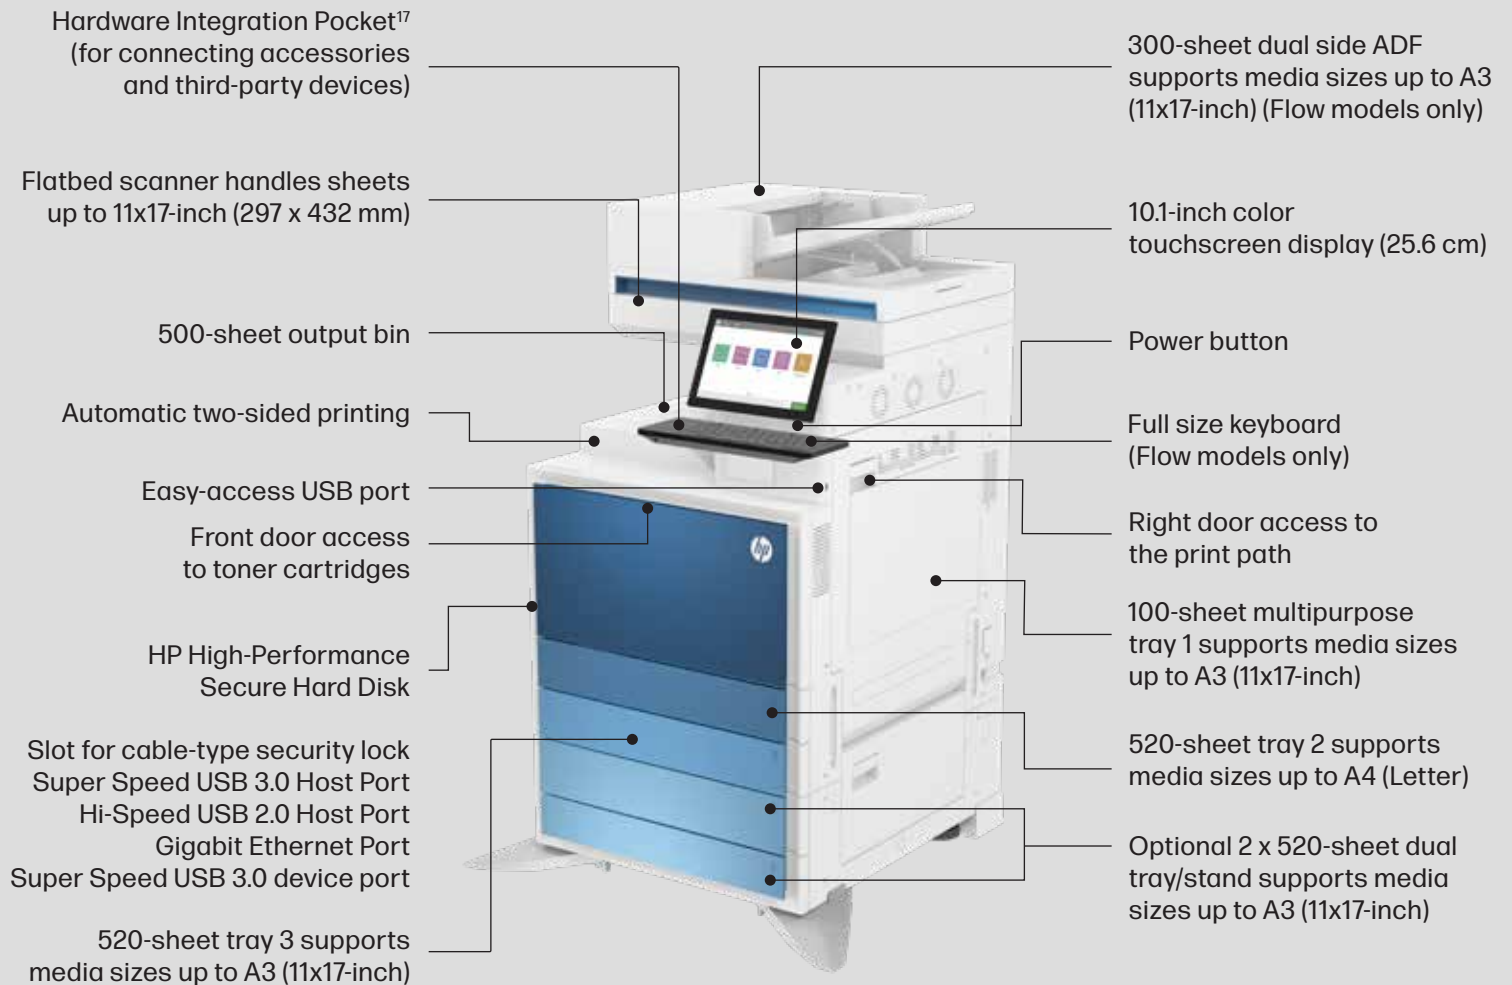 Hardware Integration Pocket¹⁷
(for connecting accessories
and third-party devices)
Flatbed scanner handles sheets
up to 11x17-inch (297 x 432 mm)
500-sheet output bin
Automatic two-sided printing
Easy-access USB port
Front door access
to toner cartridges
HP High-Performance
Secure Hard Disk
Slot for cable-type security lock
Super Speed USB 3.0 Host Port
Hi-Speed USB 2.0 Host Port
Gigabit Ethernet Port
Super Speed USB 3.0 device port
520-sheet tray 3 supports
media sizes up to A3 (11x17-inch)
hp
300-sheet dual side ADF
supports media sizes up to A3
(11x17-inch) (Flow models only)
10.1-inch color
touchscreen display (25.6 cm)
Power button
Full size keyboard
(Flow models only)
Right door access to
the print path
100-sheet multipurpose
tray 1 supports media sizes
up to A3 (11x17-inch)
520-sheet tray 2 supports
media sizes up to A4 (Letter)
Optional 2 x 520-sheet dual
tray/stand supports media
sizes up to A3 (11x17-inch)